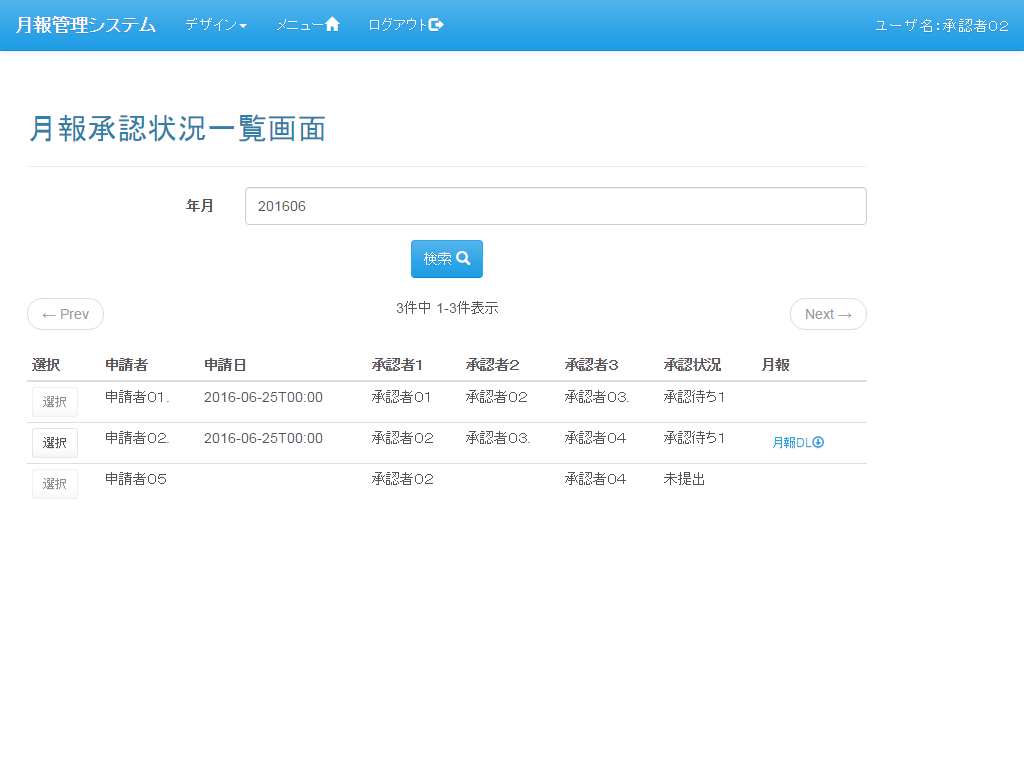 月報管理システム デザイン メニュー ログアウト ユーザ名:承認者02
月報承認状況一覧画面
年月 201606
検索
← Prev 3件中 1-3件表示 Next →
選択 申請者 申請日 承認者1 承認者2 承認者3 承認状況 月報
選択 申請者01. 2016-06-25T00:00 承認者01 承認者02 承認者03. 承認待ち1
選択 申請者02. 2016-06-25T00:00 承認者02 承認者03. 承認者04 承認待ち1 月報DL
選択 申請者05 承認者02 承認者04 未提出